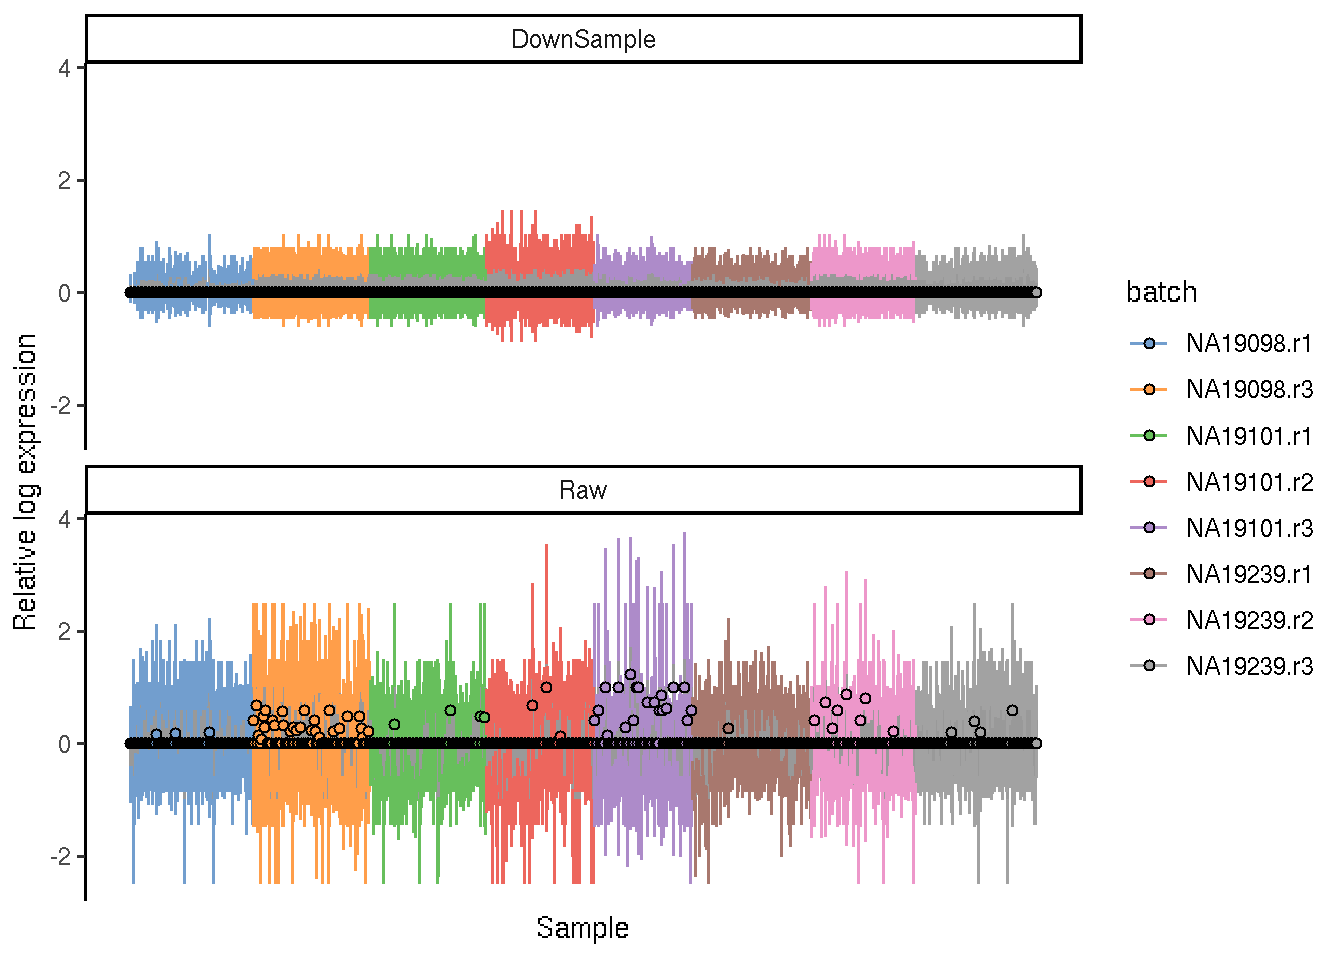 DownSample
4
2
0
-2
Raw
4
2
0
-2
Relative log expression
Sample
batch
NA19098.r1
NA19098.r3
NA19101.r1
NA19101.r2
NA19101.r3
NA19239.r1
NA19239.r2
NA19239.r3